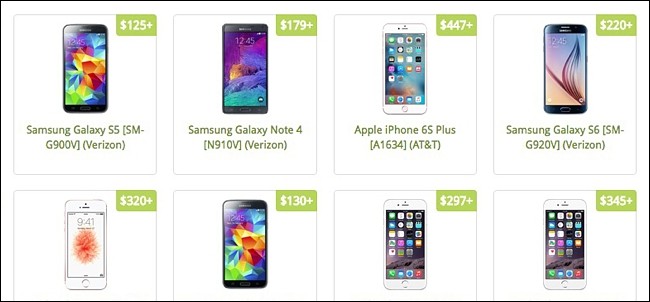 $125+
$179+
$447+
$220+
Samsung Galaxy S5 [SM-
G900V] (Verizon)
Samsung Galaxy Note 4
[N910V] (Verizon)
Apple iPhone 6S Plus
[A1634] (AT&T)
Samsung Galaxy S6 [SM-
G920V] (Verizon)
$320+
$130+
$297+
$345+